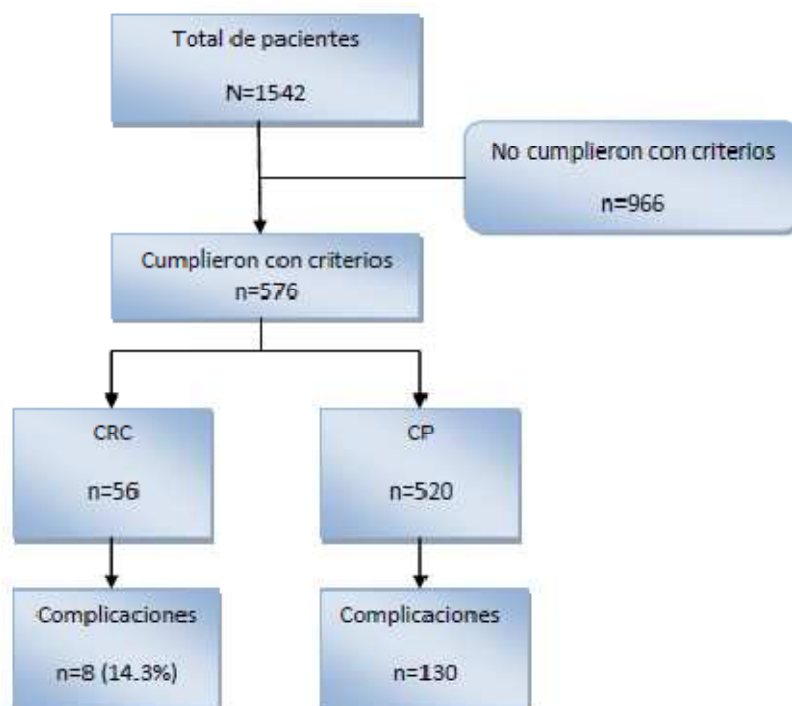 Total de pacientes
N=1542
No cumplieron con criterios
n=966
Cumplieron con criterios
n=576
CRC
n=56
CP
n=520
Complicaciones
n=8 (14.3%)
Complicaciones
n=130